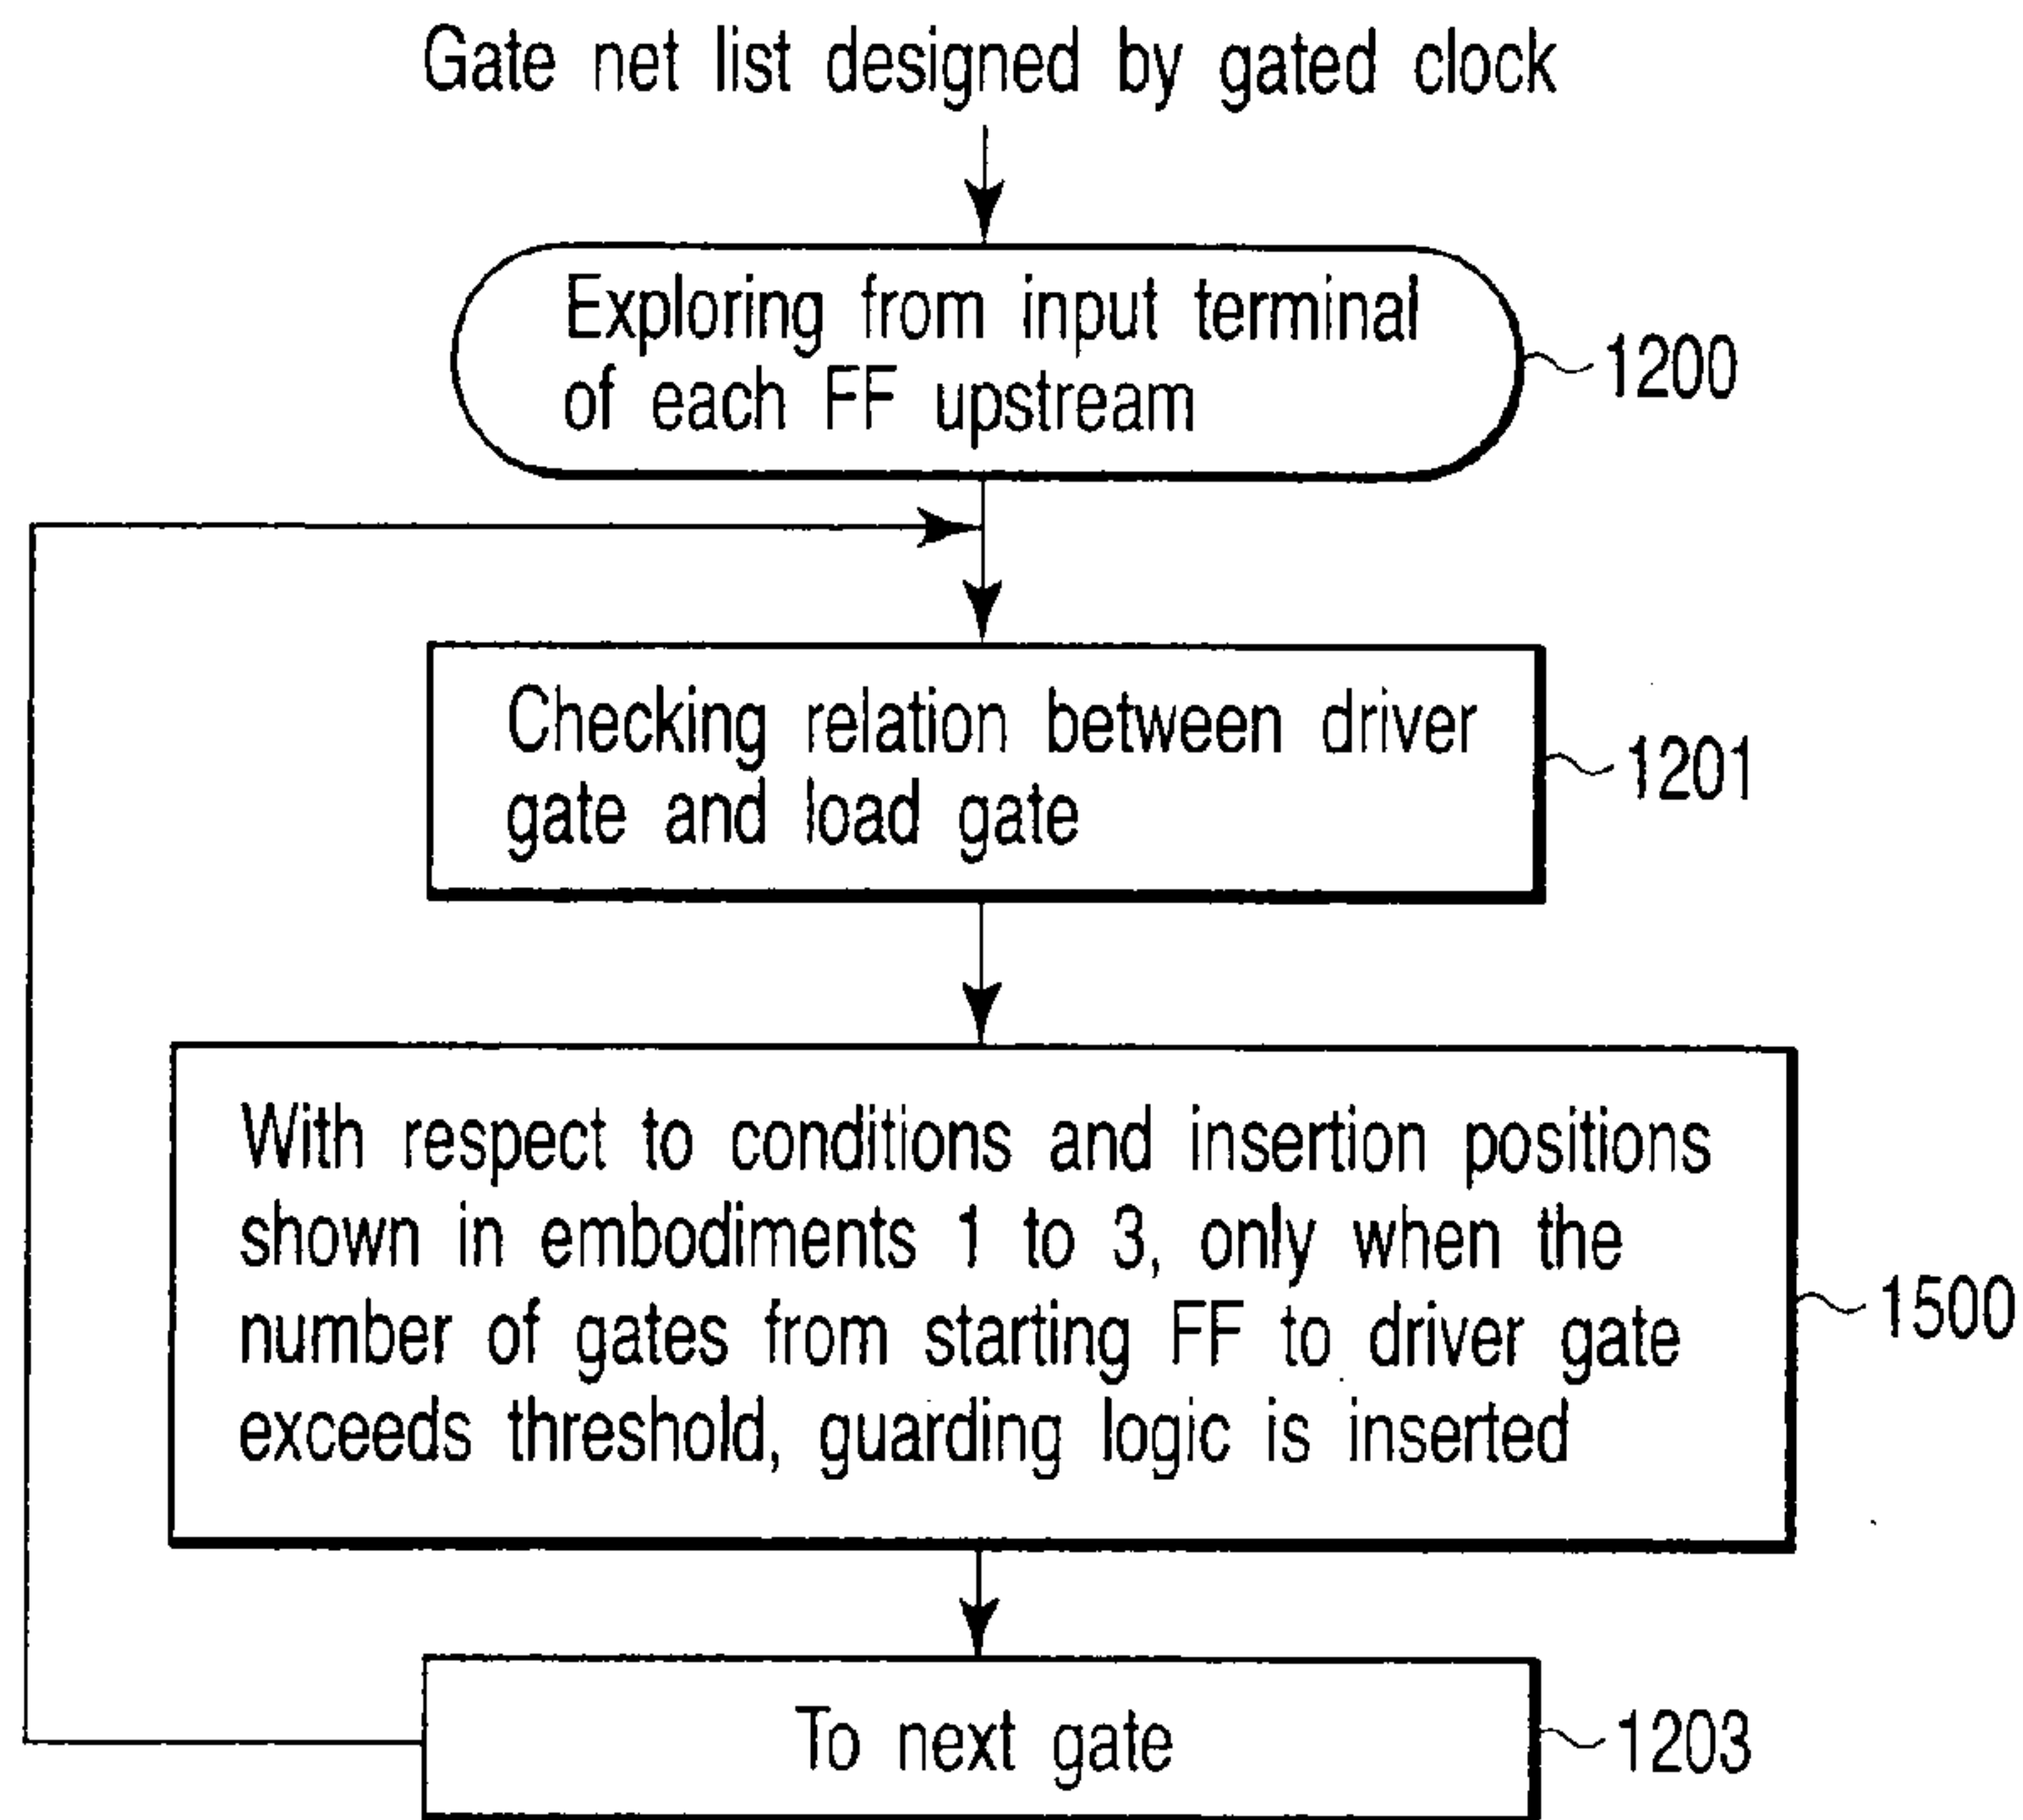 Gate net list designed by gated clock
Exploring from input terminal
of each FF upstream
1200
Checking relation between driver
gate and load gate
1201
With respect to conditions and insertion positions
shown in embodiments 1 to 3, only when the
number of gates from starting FF to driver gate
exceeds threshold, guarding logic is inserted
1500
To next gate
1203